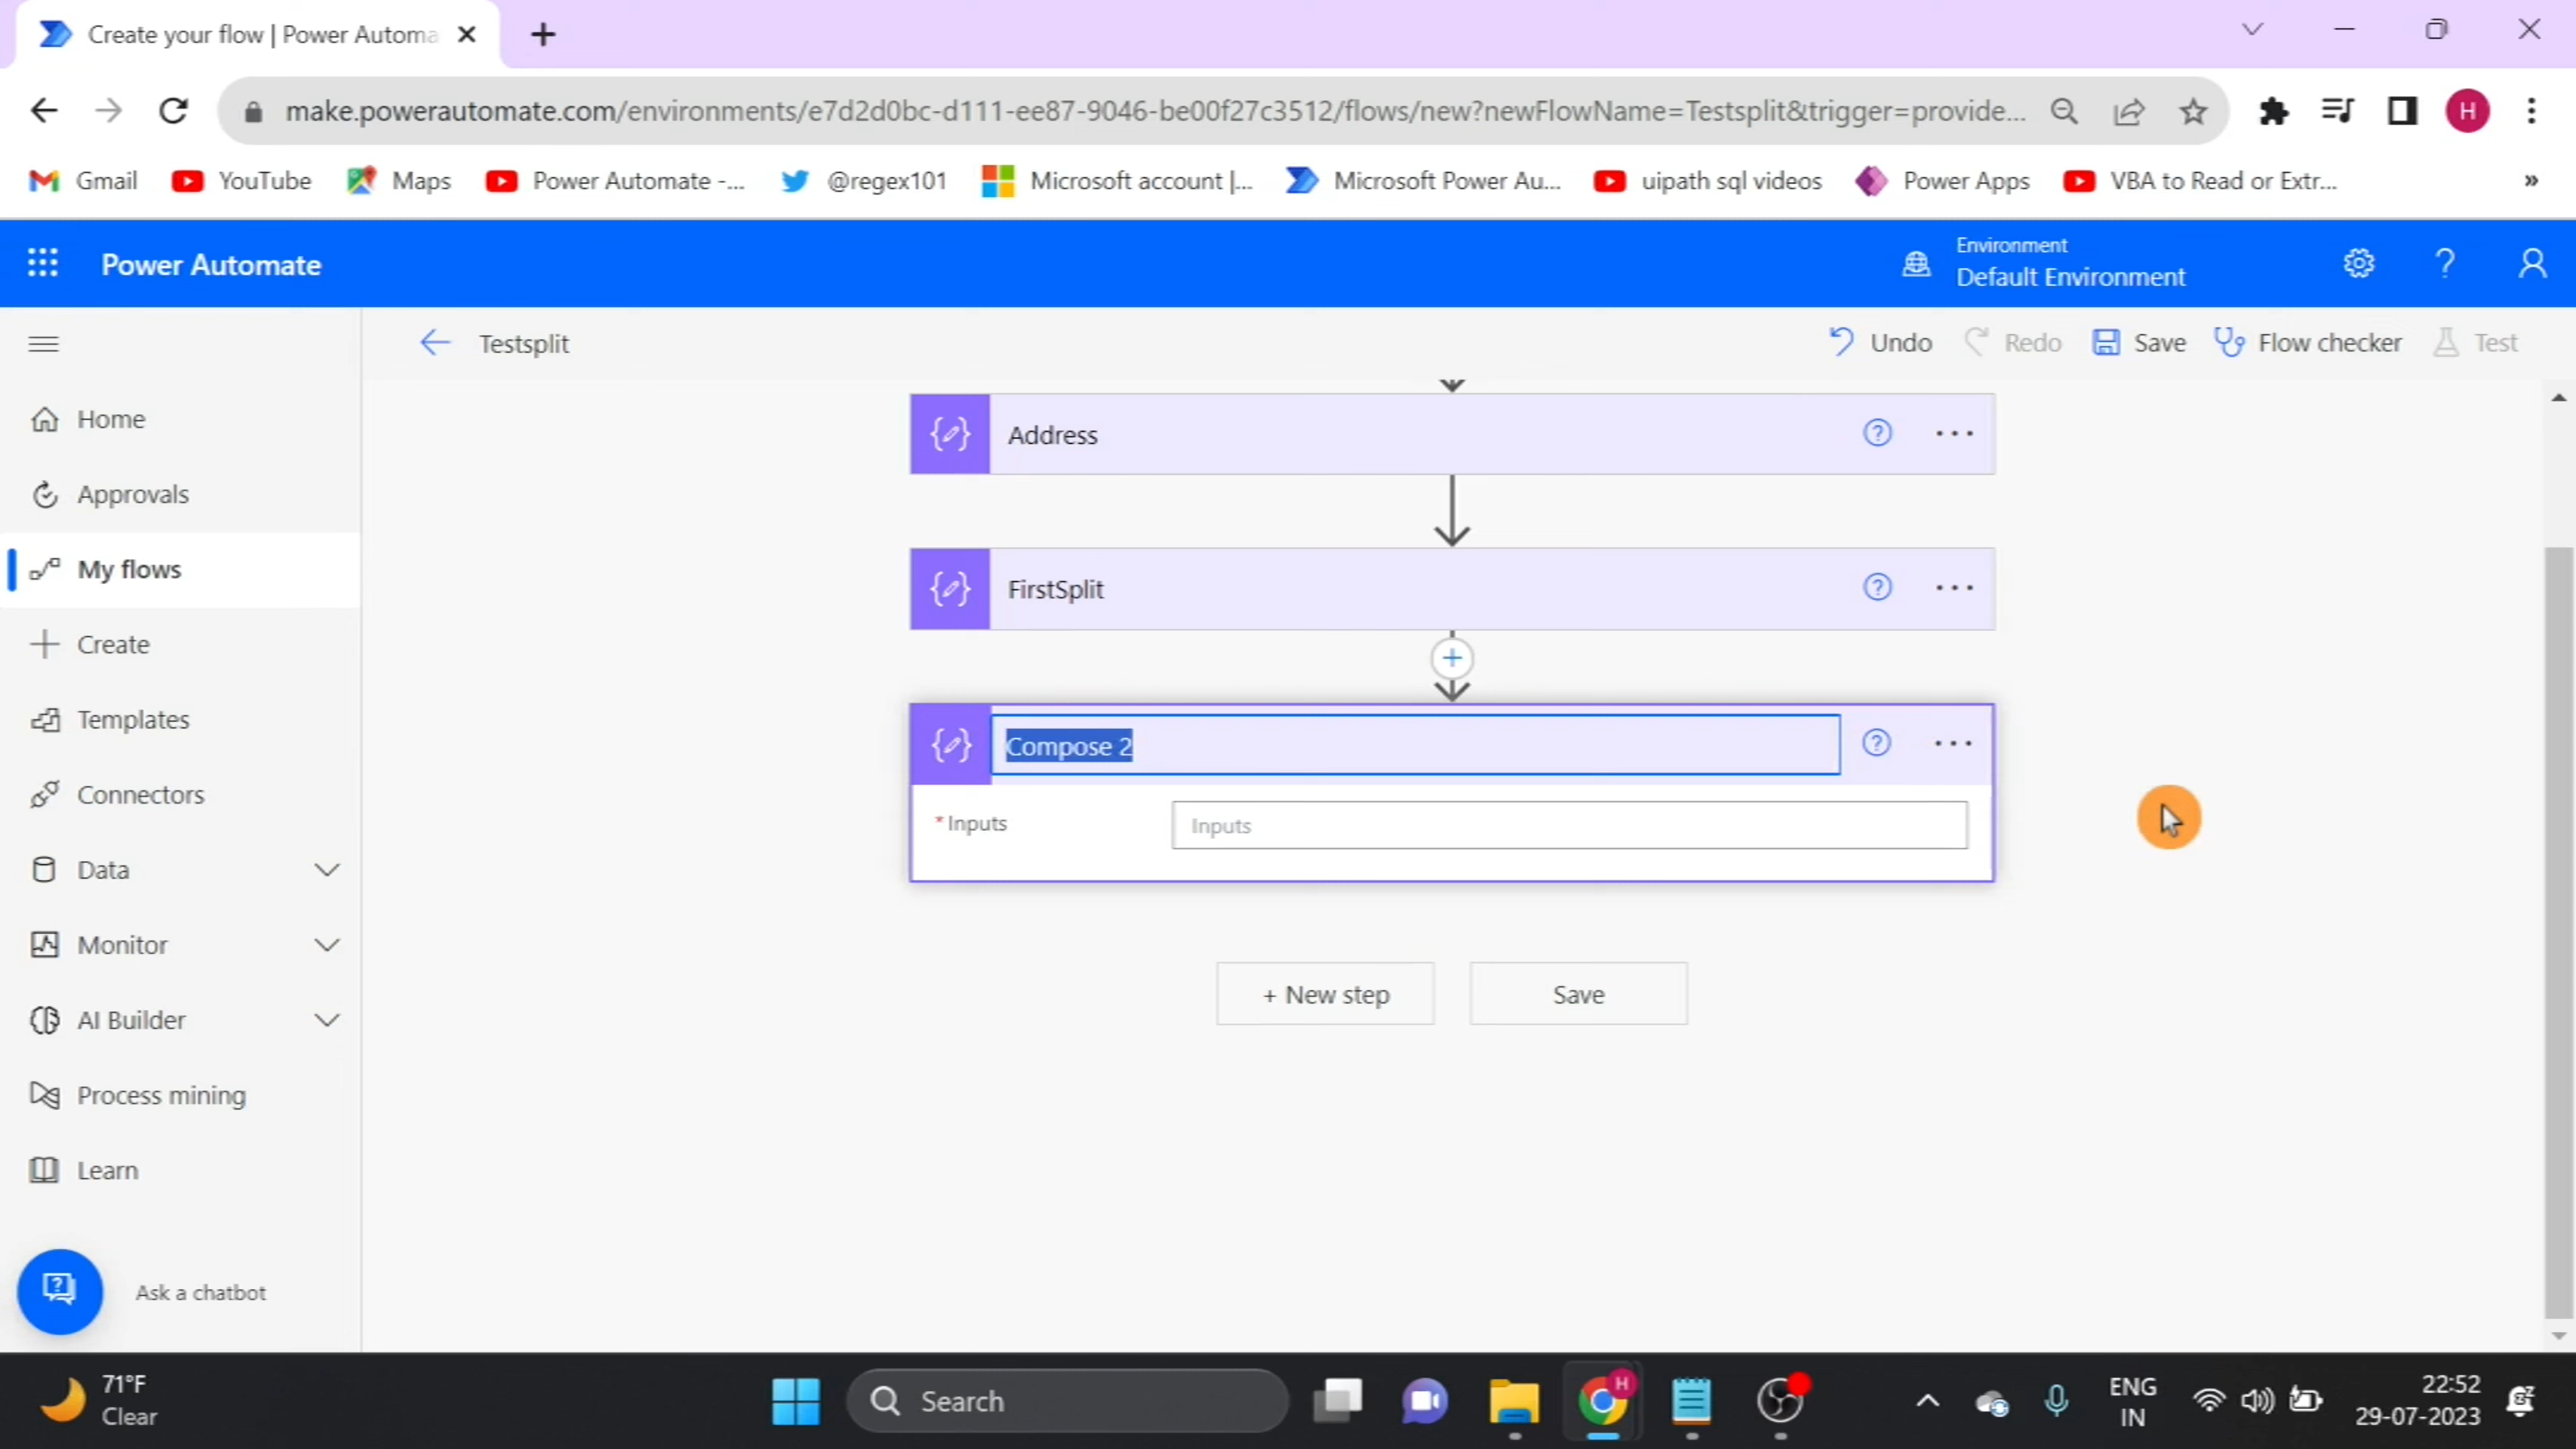 Create your flow | Power Automa
make.powerautomate.com/environments/e7d2d0bc-d111-ee87-9046-be00f27c3512/flows/new?newFlowName=Testsplit&trigger=provide...
H
Gmail
YouTube
Maps
Power Automate -...
@regex101
Microsoft account |...
Microsoft Power Au...
uipath sql videos
Power Apps
VBA to Read or Extr...
»
Power Automate
Environment
Default Environment
Testsplit
Undo
Redo
Save
Flow checker
Test
Home
Approvals
My flows
Create
Templates
Connectors
Data
Monitor
AI Builder
Process mining
Learn
Ask a chatbot
Address
FirstSplit
Compose 2
* Inputs
Inputs
+ New step
Save
71°F
Clear
Search
H
ENG
IN
22:52
29-07-2023